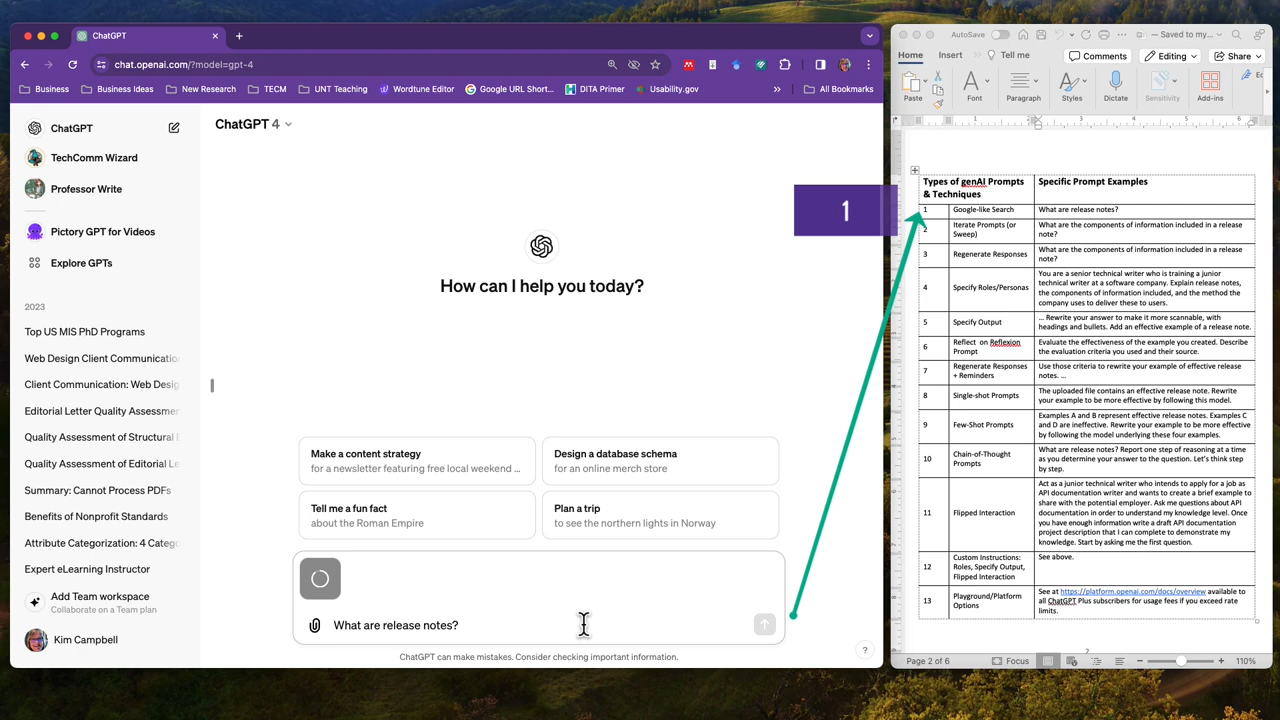 ChatGPT
chat.openai.com/?model=gpt-4
Business
Business Ideas
New Research
TECM
Teaching
Wordtune Editor
Google URL Short...
DITA Primer
Usability.gov
»
All Bookmarks
ChatGPT
TechComm Wizard
Professor Write
Pictory GPT for Videos
Explore GPTs
2023
Top US MIS PhD Programs
Web Design Client Communicatio
Client Communication: Web Desig
Editorial Letter Quality Assessmer
Quality Assessment of Structural
Quality Assessment of Editorial Le
Summary: Cannot Process PDFs
Benefits of Nonprofit Standards
Attribute Categorization: 4 Catego
Expert eLearning Instructor
Add Team workspace
Collaborate on a Team plan
Kim Campbell
ChatGPT 4
How can I help you today?
Make a content strategy
for a newsletter featuring free local weekend ...
Design a database schema
for an online merch store
Tell me a fun fact
about the Roman Empire
Plan a trip
to see the northern lights in Norway
What are release notes?
ChatGPT can make mistakes. Consider checking important information.
?
1
AutoSave
— Saved to my...
Home
Insert
Tell me
Comments
Editing
Share
Paste
Font
Paragraph
Styles
Dictate
Sensitivity
Add-ins
Types of genAI Prompts
& Techniques
Specific Prompt Examples
1
Google-like Search
What are release notes?
2
Iterate Prompts (or
Sweep)
What are the components of information included in a release
note?
3
Regenerate Responses
What are the components of information included in a release
note?
4
Specify Roles/Personas
You are a senior technical writer who is training a junior
technical writer at a software company. Explain release notes,
the components of information included, and the method the
company uses to deliver these to users.
5
Specify Output
... Rewrite your answer to make it more scannable, with
headings and bullets. Add an effective example of a release note.
6
Reflect on Reflexion
Prompt
Evaluate the effectiveness of the example you created. Describe
the evaluation criteria you used and their source.
7
Regenerate Responses
+ Reminders
Use those criteria to rewrite your example of effective release
notes. ...
8
Single-shot Prompts
The uploaded file contains an effective release note. Rewrite
your example to be more effective by following this model.
9
Few-Shot Prompts
Examples A and B represent effective release notes. Examples C
and D are ineffective. Rewrite your example to be more effective
by following the model underlying these four examples.
10
Chain-of-Thought
Prompts
What are release notes? Report one step of reasoning at a time
as you determine your answer to the question. Let's think step
by step.
11
Flipped Interaction
Act as a junior technical writer who intends to apply for a job as
API documentation writer and wants to create a brief example to
share with the potential employer. Ask me questions about API
documentation in order to understand my knowledge level. Once
you have enough information write a draft API documentation
project description that I can complete to demonstrate my
knowledge. Start by asking me the first question.
12
Custom Instructions:
Roles, Specify Output,
Flipped Interaction
See above.
13
Playground/Platform
Options
See at https://platform.openai.com/docs/overview available to
all ChatGPT Plus subscribers for usage fees if you exceed rate
limits.
2
Page 2 of 6
Focus
110%